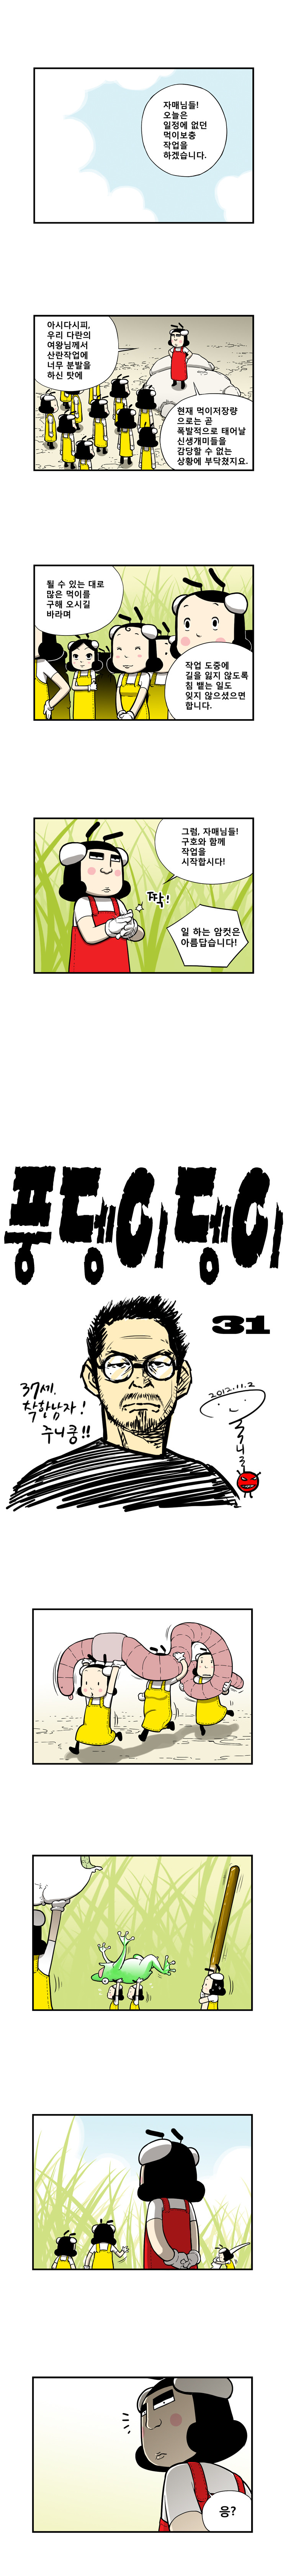 자매님들!
오늘은
일정에 없던
먹이보충
작업을
하겠습니다.
아시다시피,
우리 다란의
여왕님께서
산란작업에
너무 분발을
하신 탓에
현재 먹이저장량
으로는 곧
폭발적으로 태어날
신생개미들을
감당할 수 없는
상황에 부닥쳤지요.
될 수 있는 대로
많은 먹이를
구해 오시길
바라며
작업 도중에
길을 잃지 않도록
침 뱉는 일도
잊지 않으셨으면
합니다.
그럼, 자매님들!
구호와 함께
작업을
시작합시다!
짝!
일 하는 암컷은
아름답습니다!
퐁뎅이뎅이
31
37세.
착한남자!
주니쿵!!
2012.11.2
응?